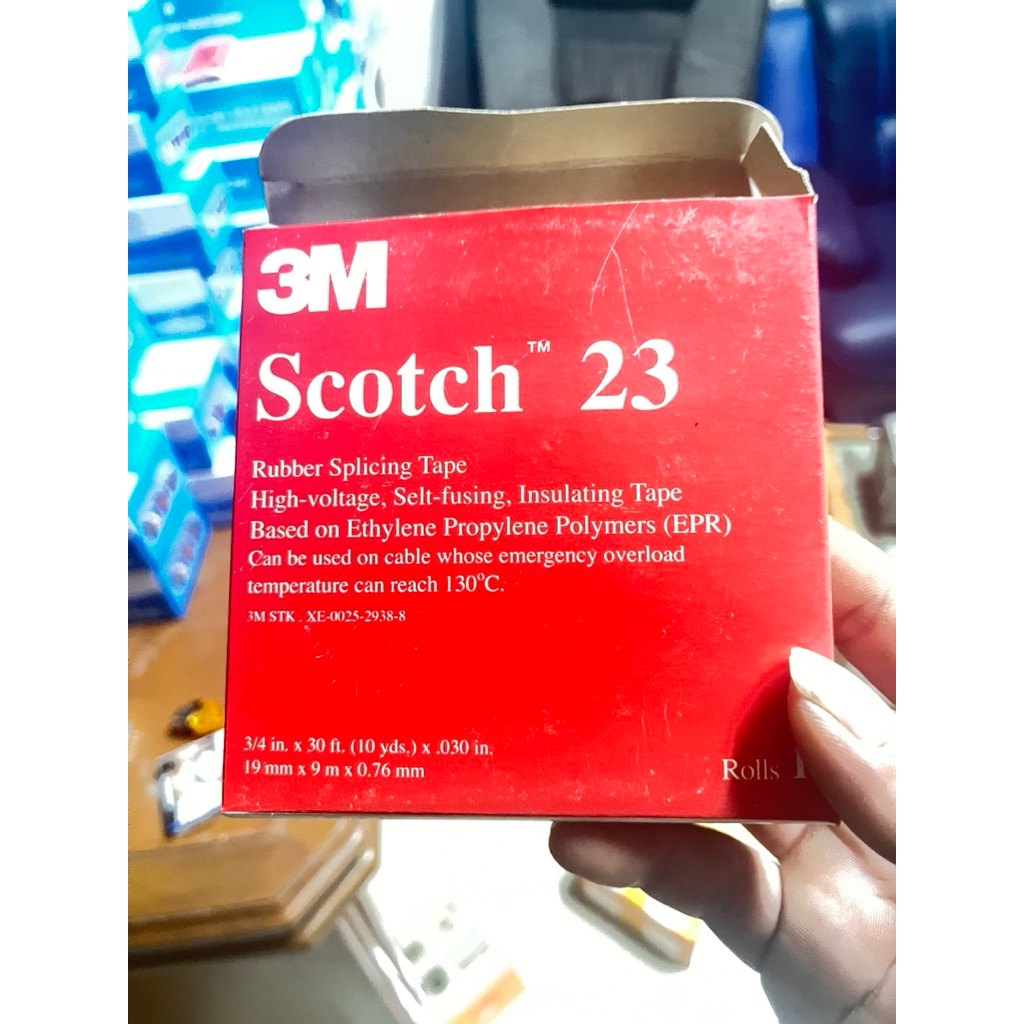 3M
Scotch™ 23
Rubber Splicing Tape
High-voltage, Selt-fusing, Insulating Tape
Based on Ethylene Propylene Polymers (EPR)
Can be used on cable whose emergency overload
temperature can reach 130°C.
3M STK . XE-0025-2938-8
3/4 in. x 30 ft. (10 yds.) x .030 in.
19 mm x 9 m x 0.76 mm
Rolls 1